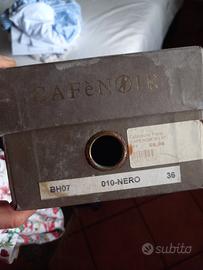 CAFèNOIR
BH07 010-NERO 36
subito